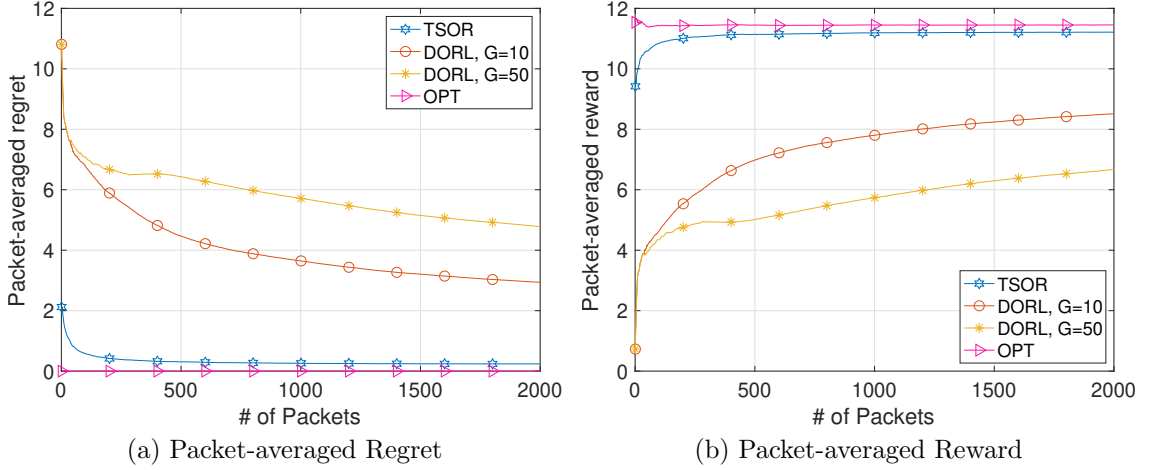 12
10
8
6
4
2
0
Packet-averaged regret
TSOR
DORL, G=10
DORL, G=50
OPT
0 500 1000 1500 2000
# of Packets
(a) Packet-averaged Regret
12
10
8
6
4
2
0
Packet-averaged reward
TSOR
DORL, G=10
DORL, G=50
OPT
0 500 1000 1500 2000
# of Packets
(b) Packet-averaged Reward